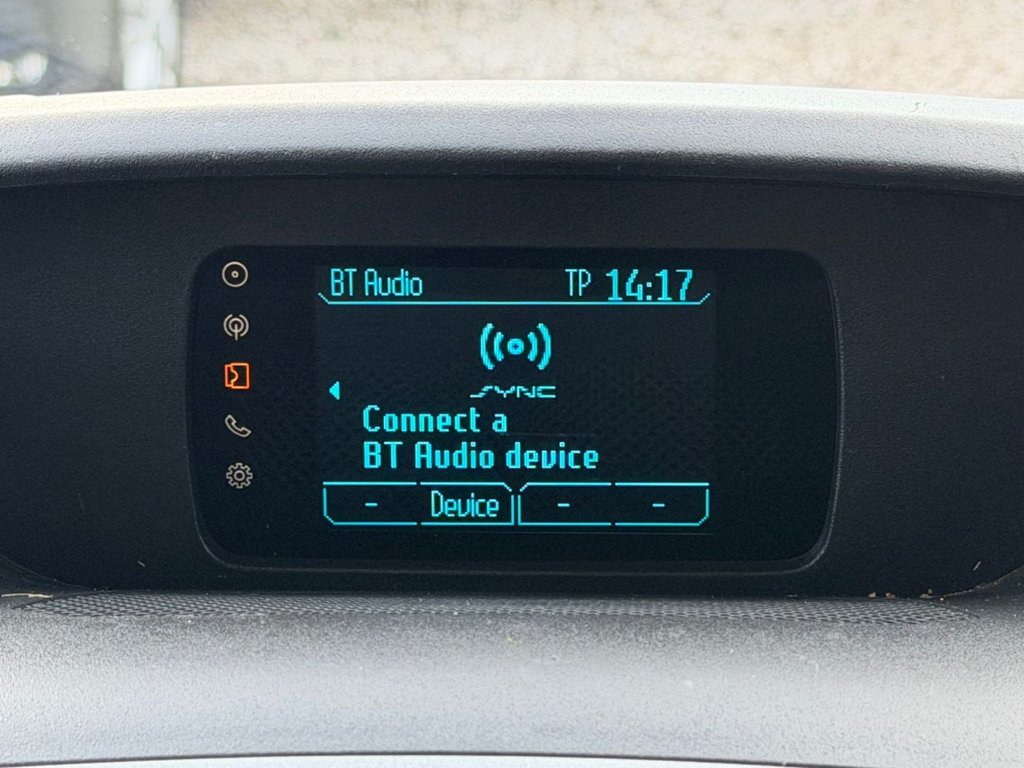 BT Audio TP 14:17
SYNC
Connect a
BT Audio device
- Device - -